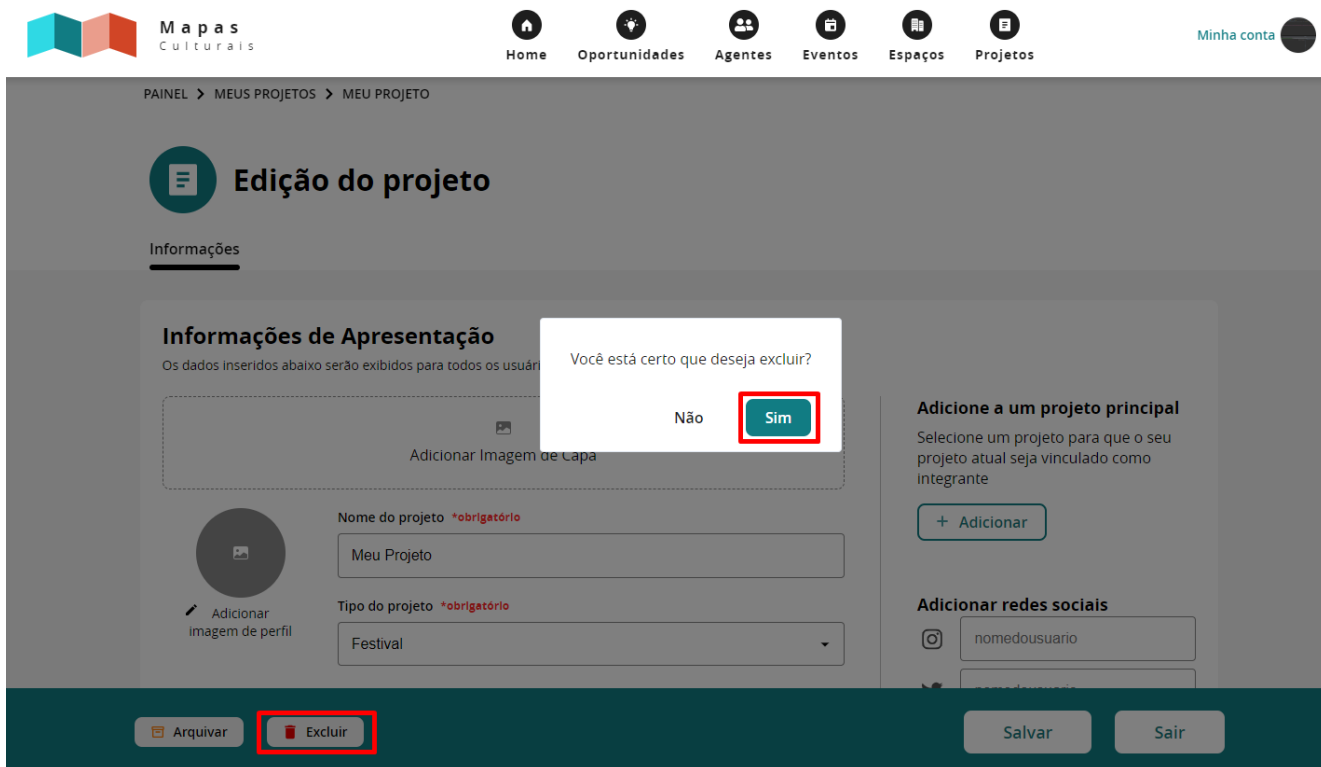 Mapas
Culturais
Home
Oportunidades
Agentes
Eventos
Espaços
Projetos
Minha conta
PAINEL > MEUS PROJETOS > MEU PROJETO
Edição do projeto
Informações
Informações de Apresentação
Os dados inseridos abaixo serão exibidos para todos os usuári
Você está certo que deseja excluir?
Não
Sim
Adicionar Imagem de Capa
Nome do projeto *obrigatório
Meu Projeto
Adicionar
imagem de perfil
Tipo do projeto *obrigatório
Festival
Adicione a um projeto principal
Selecione um projeto para que o seu
projeto atual seja vinculado como
integrante
+ Adicionar
Adicionar redes sociais
nomedousuario
nomedousuario
Arquivar
Excluir
Salvar
Sair